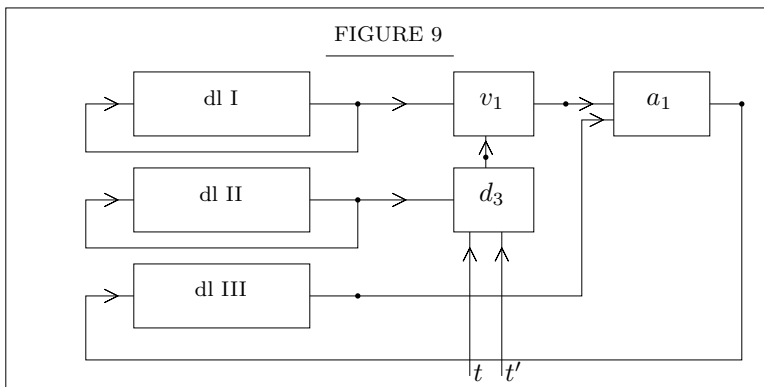 FIGURE 9
dl I
v₁
a₁
dl II
d₃
dl III
t t′